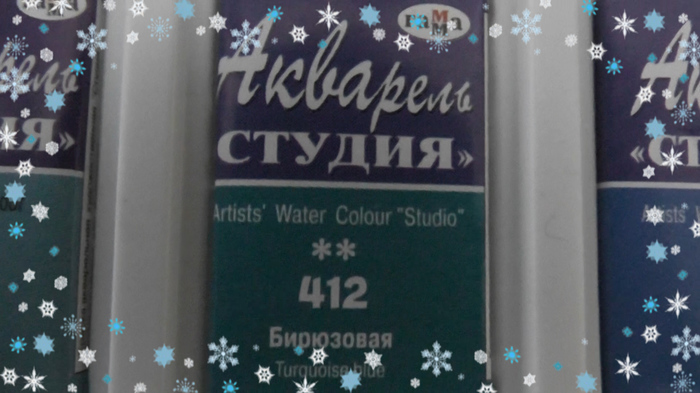 гамма
Акварель
СТУДИЯ»
Artists' Water Colour "Studio"
**
412
Бирюзовая
Turquoise blue